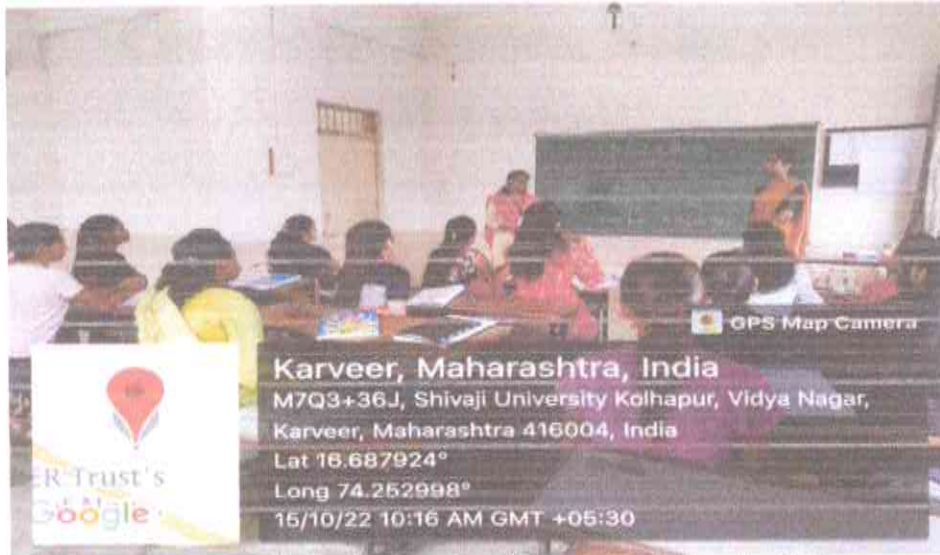 GPS Map Camera
Karveer, Maharashtra, India
M7Q3+36J, Shivaji University Kolhapur, Vidya Nagar,
Karveer, Maharashtra 416004, India
Lat 16.687924°
Long 74.252998°
15/10/22 10:16 AM GMT +05:30
ER Trust's
Google